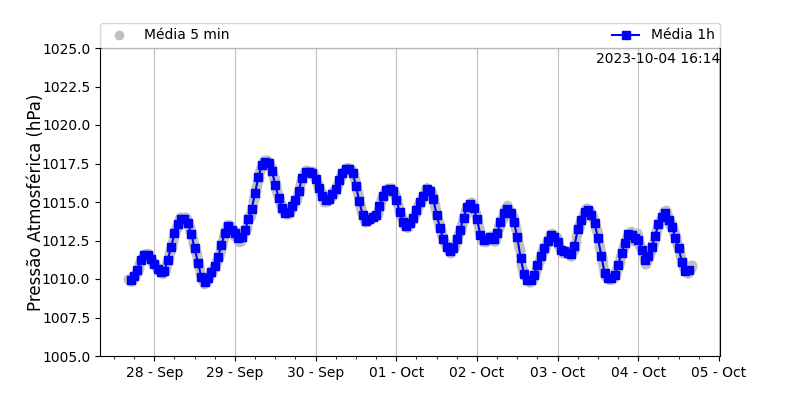 Média 5 min
Média 1h
2023-10-04 16:14
Pressão Atmosférica (hPa)
1025.0
1022.5
1020.0
1017.5
1015.0
1012.5
1010.0
1007.5
1005.0
28 - Sep
29 - Sep
30 - Sep
01 - Oct
02 - Oct
03 - Oct
04 - Oct
05 - Oct